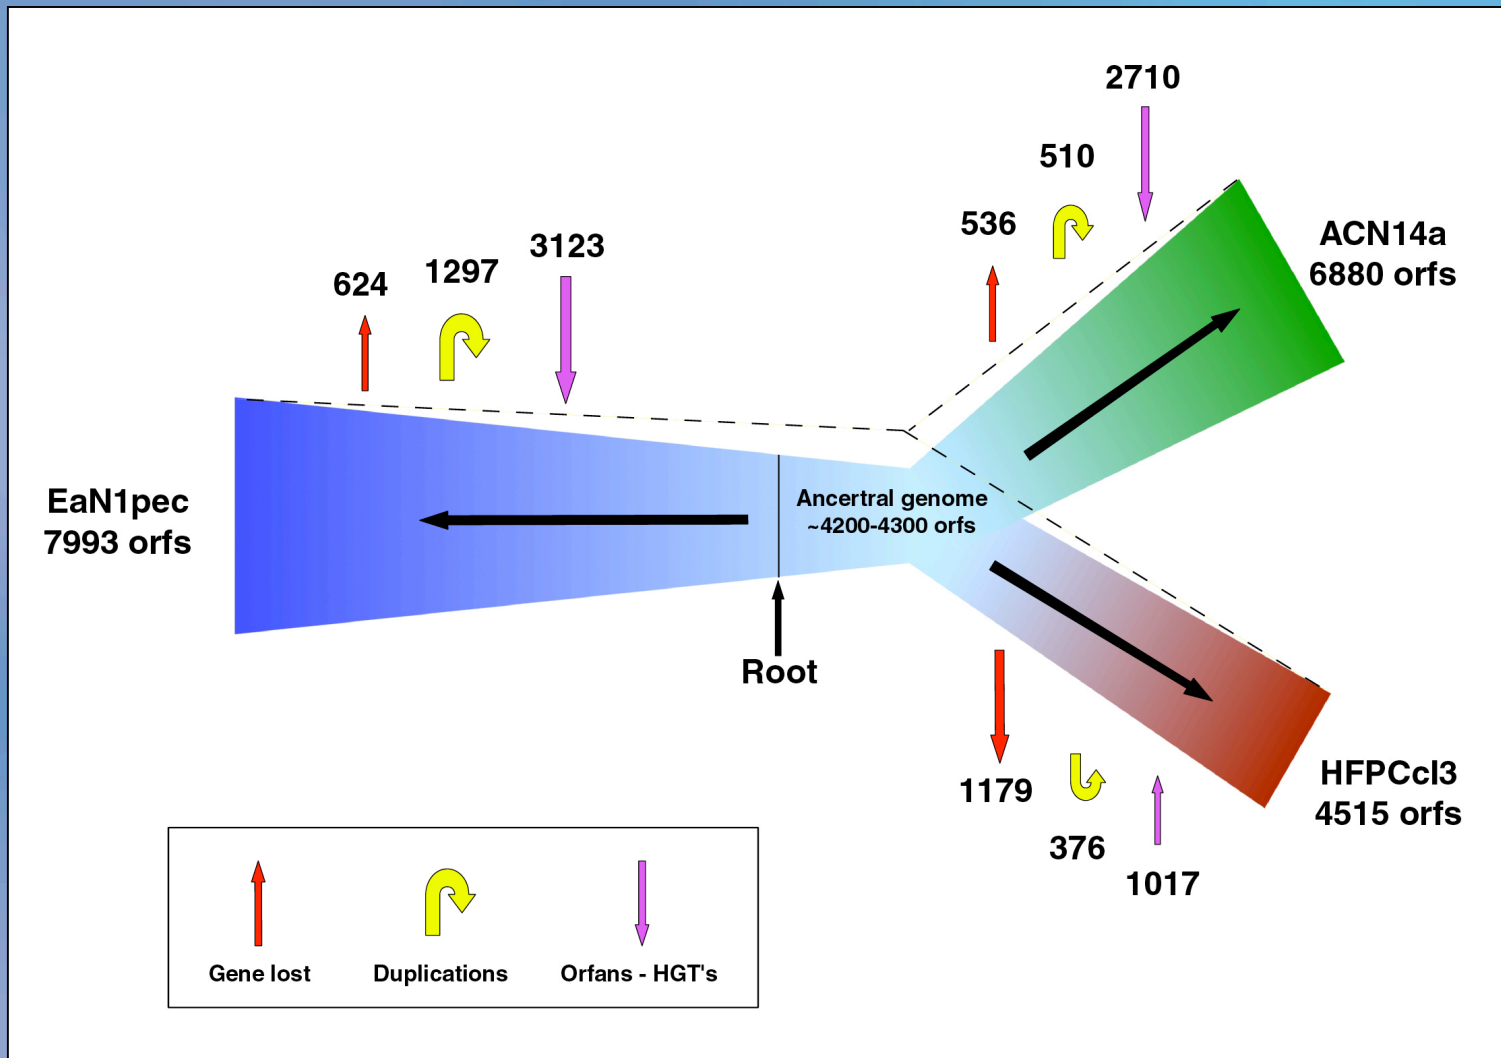 2710
510
536
ACN14a
6880 orfs
3123
1297
624
EaN1pec
7993 orfs
Ancertral genome
~4200-4300 orfs
Root
1179
376
1017
HFPCcl3
4515 orfs
Gene lost
Duplications
Orfans - HGT's